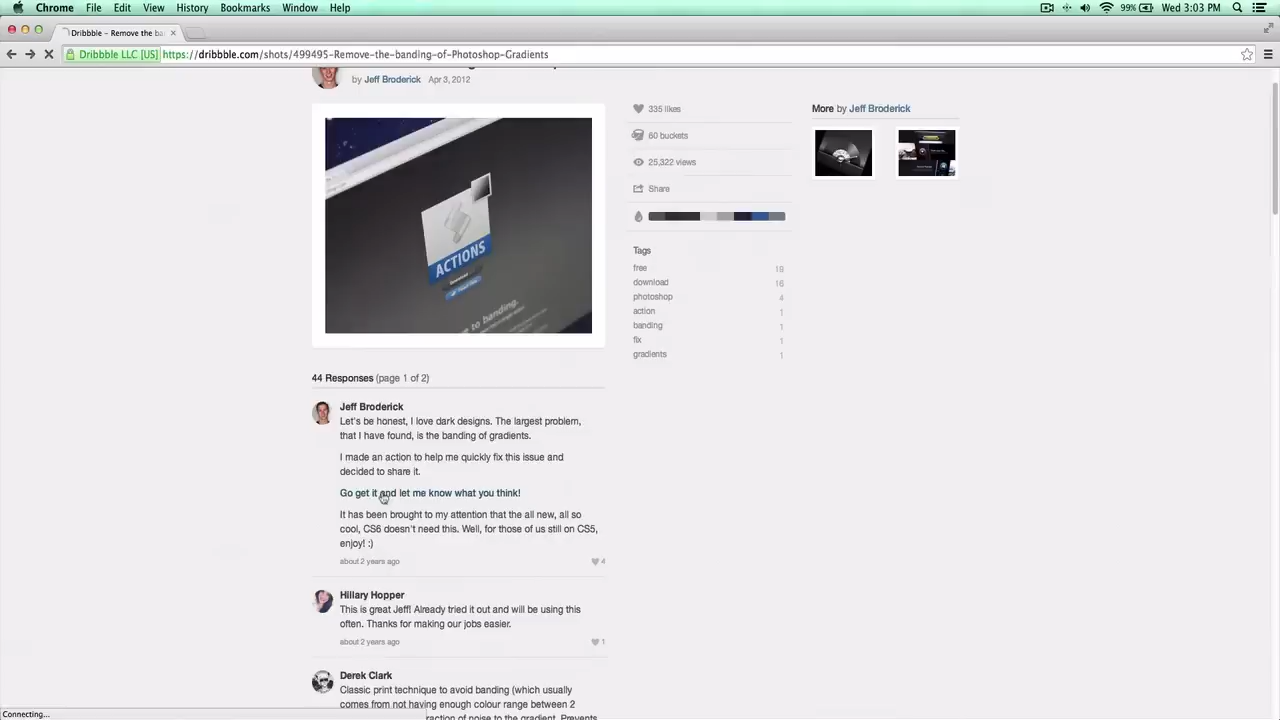 Chrome File Edit View History Bookmarks Window Help 99% Wed 3:03 PM
Dribbble - Remove the ba
Dribbble LLC [US] https://dribbble.com/shots/499495-Remove-the-banding-of-Photoshop-Gradients
by Jeff Broderick Apr 3, 2012
ACTIONS
to banding.
335 likes
60 buckets
25,322 views
Share
Tags
free 19
download 16
photoshop 4
action 1
banding 1
fix 1
gradients 1
More by Jeff Broderick
44 Responses (page 1 of 2)
Jeff Broderick
Let's be honest, I love dark designs. The largest problem,
that I have found, is the banding of gradients.
I made an action to help me quickly fix this issue and
decided to share it.
Go get it and let me know what you think!
It has been brought to my attention that the all new, all so
cool, CS6 doesn't need this. Well, for those of us still on CS5,
enjoy! :)
about 2 years ago 4
Hillary Hopper
This is great Jeff! Already tried it out and will be using this
often. Thanks for making our jobs easier.
about 2 years ago 1
Derek Clark
Classic print technique to avoid banding (which usually
comes from not having enough colour range between 2
raction of noise to the gradient. Prevents
Connecting...